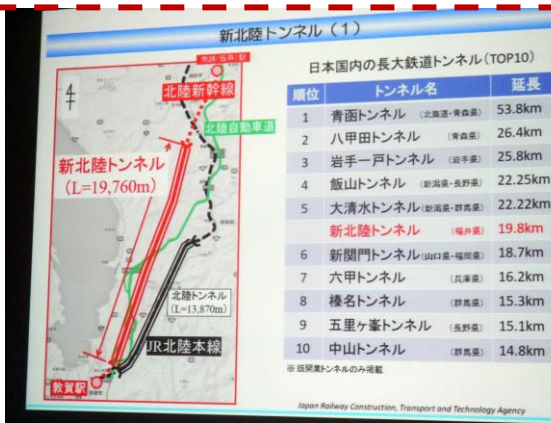 新北陸トンネル（1）
北陸新幹線
北陸自動車道
新北陸トンネル
(L=19,760m)
北陸トンネル
(L=13,870m)
JR北陸本線
敦賀駅
日本国内の長大鉄道トンネル(TOP10)
順位 トンネル名 延長
1 青函トンネル (北海道・青森県) 53.8km
2 八甲田トンネル (青森県) 26.4km
3 岩手一戸トンネル (岩手県) 25.8km
4 飯山トンネル (新潟県・長野県) 22.25km
5 大清水トンネル(新潟県・群馬県) 22.22km
新北陸トンネル (福井県) 19.8km
6 新関門トンネル(山口県・福岡県) 18.7km
7 六甲トンネル (兵庫県) 16.2km
8 榛名トンネル (群馬県) 15.3km
9 五里ヶ峯トンネル (長野県) 15.1km
10 中山トンネル (群馬県) 14.8km
※ 既開業トンネルのみ掲載
Japan Railway Construction, Transport and Technology Agency